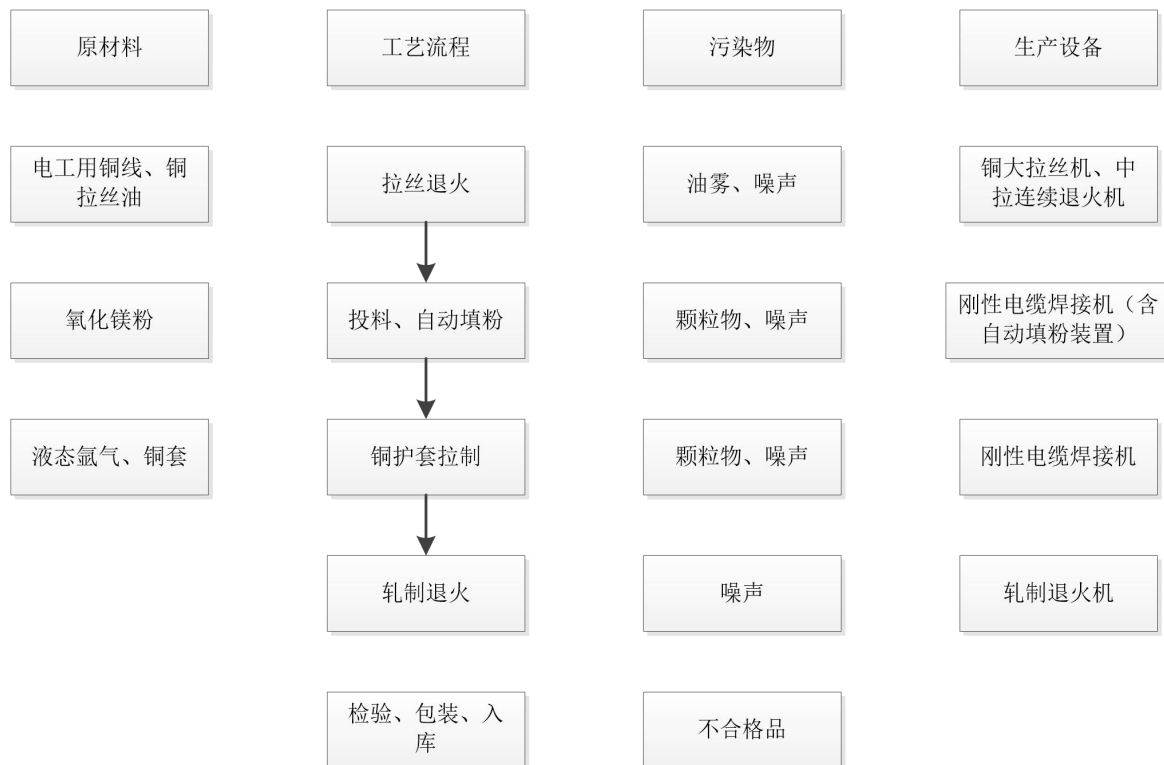 原材料
工艺流程
污染物
生产设备
电工用铜线、铜
拉丝油
拉丝退火
油雾、噪声
铜大拉丝机、中
拉连续退火机
氧化镁粉
投料、自动填粉
颗粒物、噪声
刚性电缆焊接机（含
自动填粉装置）
液态氩气、铜套
铜护套拉制
颗粒物、噪声
刚性电缆焊接机
轧制退火
噪声
轧制退火机
检验、包装、入
库
不合格品